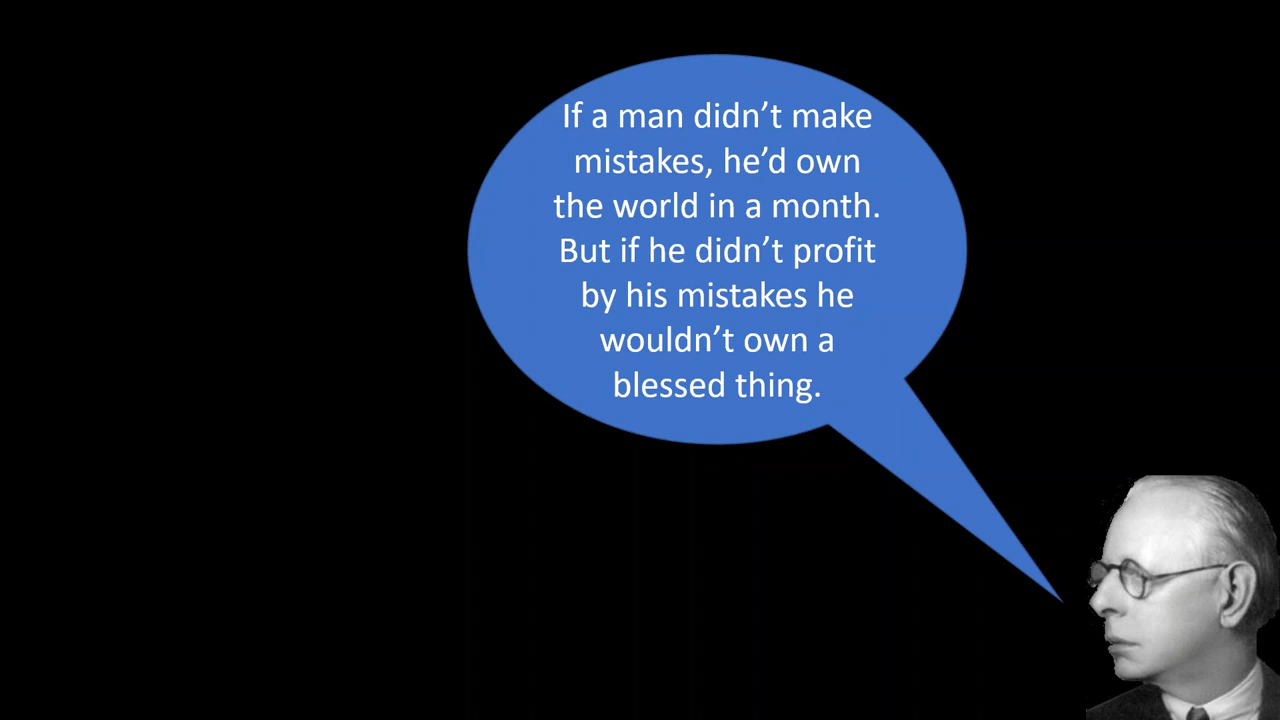 If a man didn’t make
mistakes, he’d own
the world in a month.
But if he didn’t profit
by his mistakes he
wouldn’t own a
blessed thing.